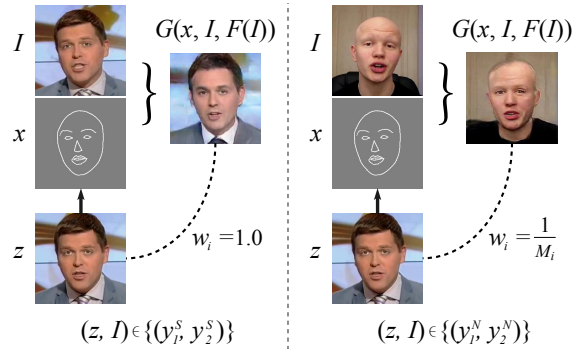 I
G(x, I, F(I))
}
x
w_i = 1.0
z
(z, I) ∈ {(y_1^S, y_2^S)}
I
G(x, I, F(I))
}
x
w_i = 1/M_i
z
(z, I) ∈ {(y_1^N, y_2^N)}